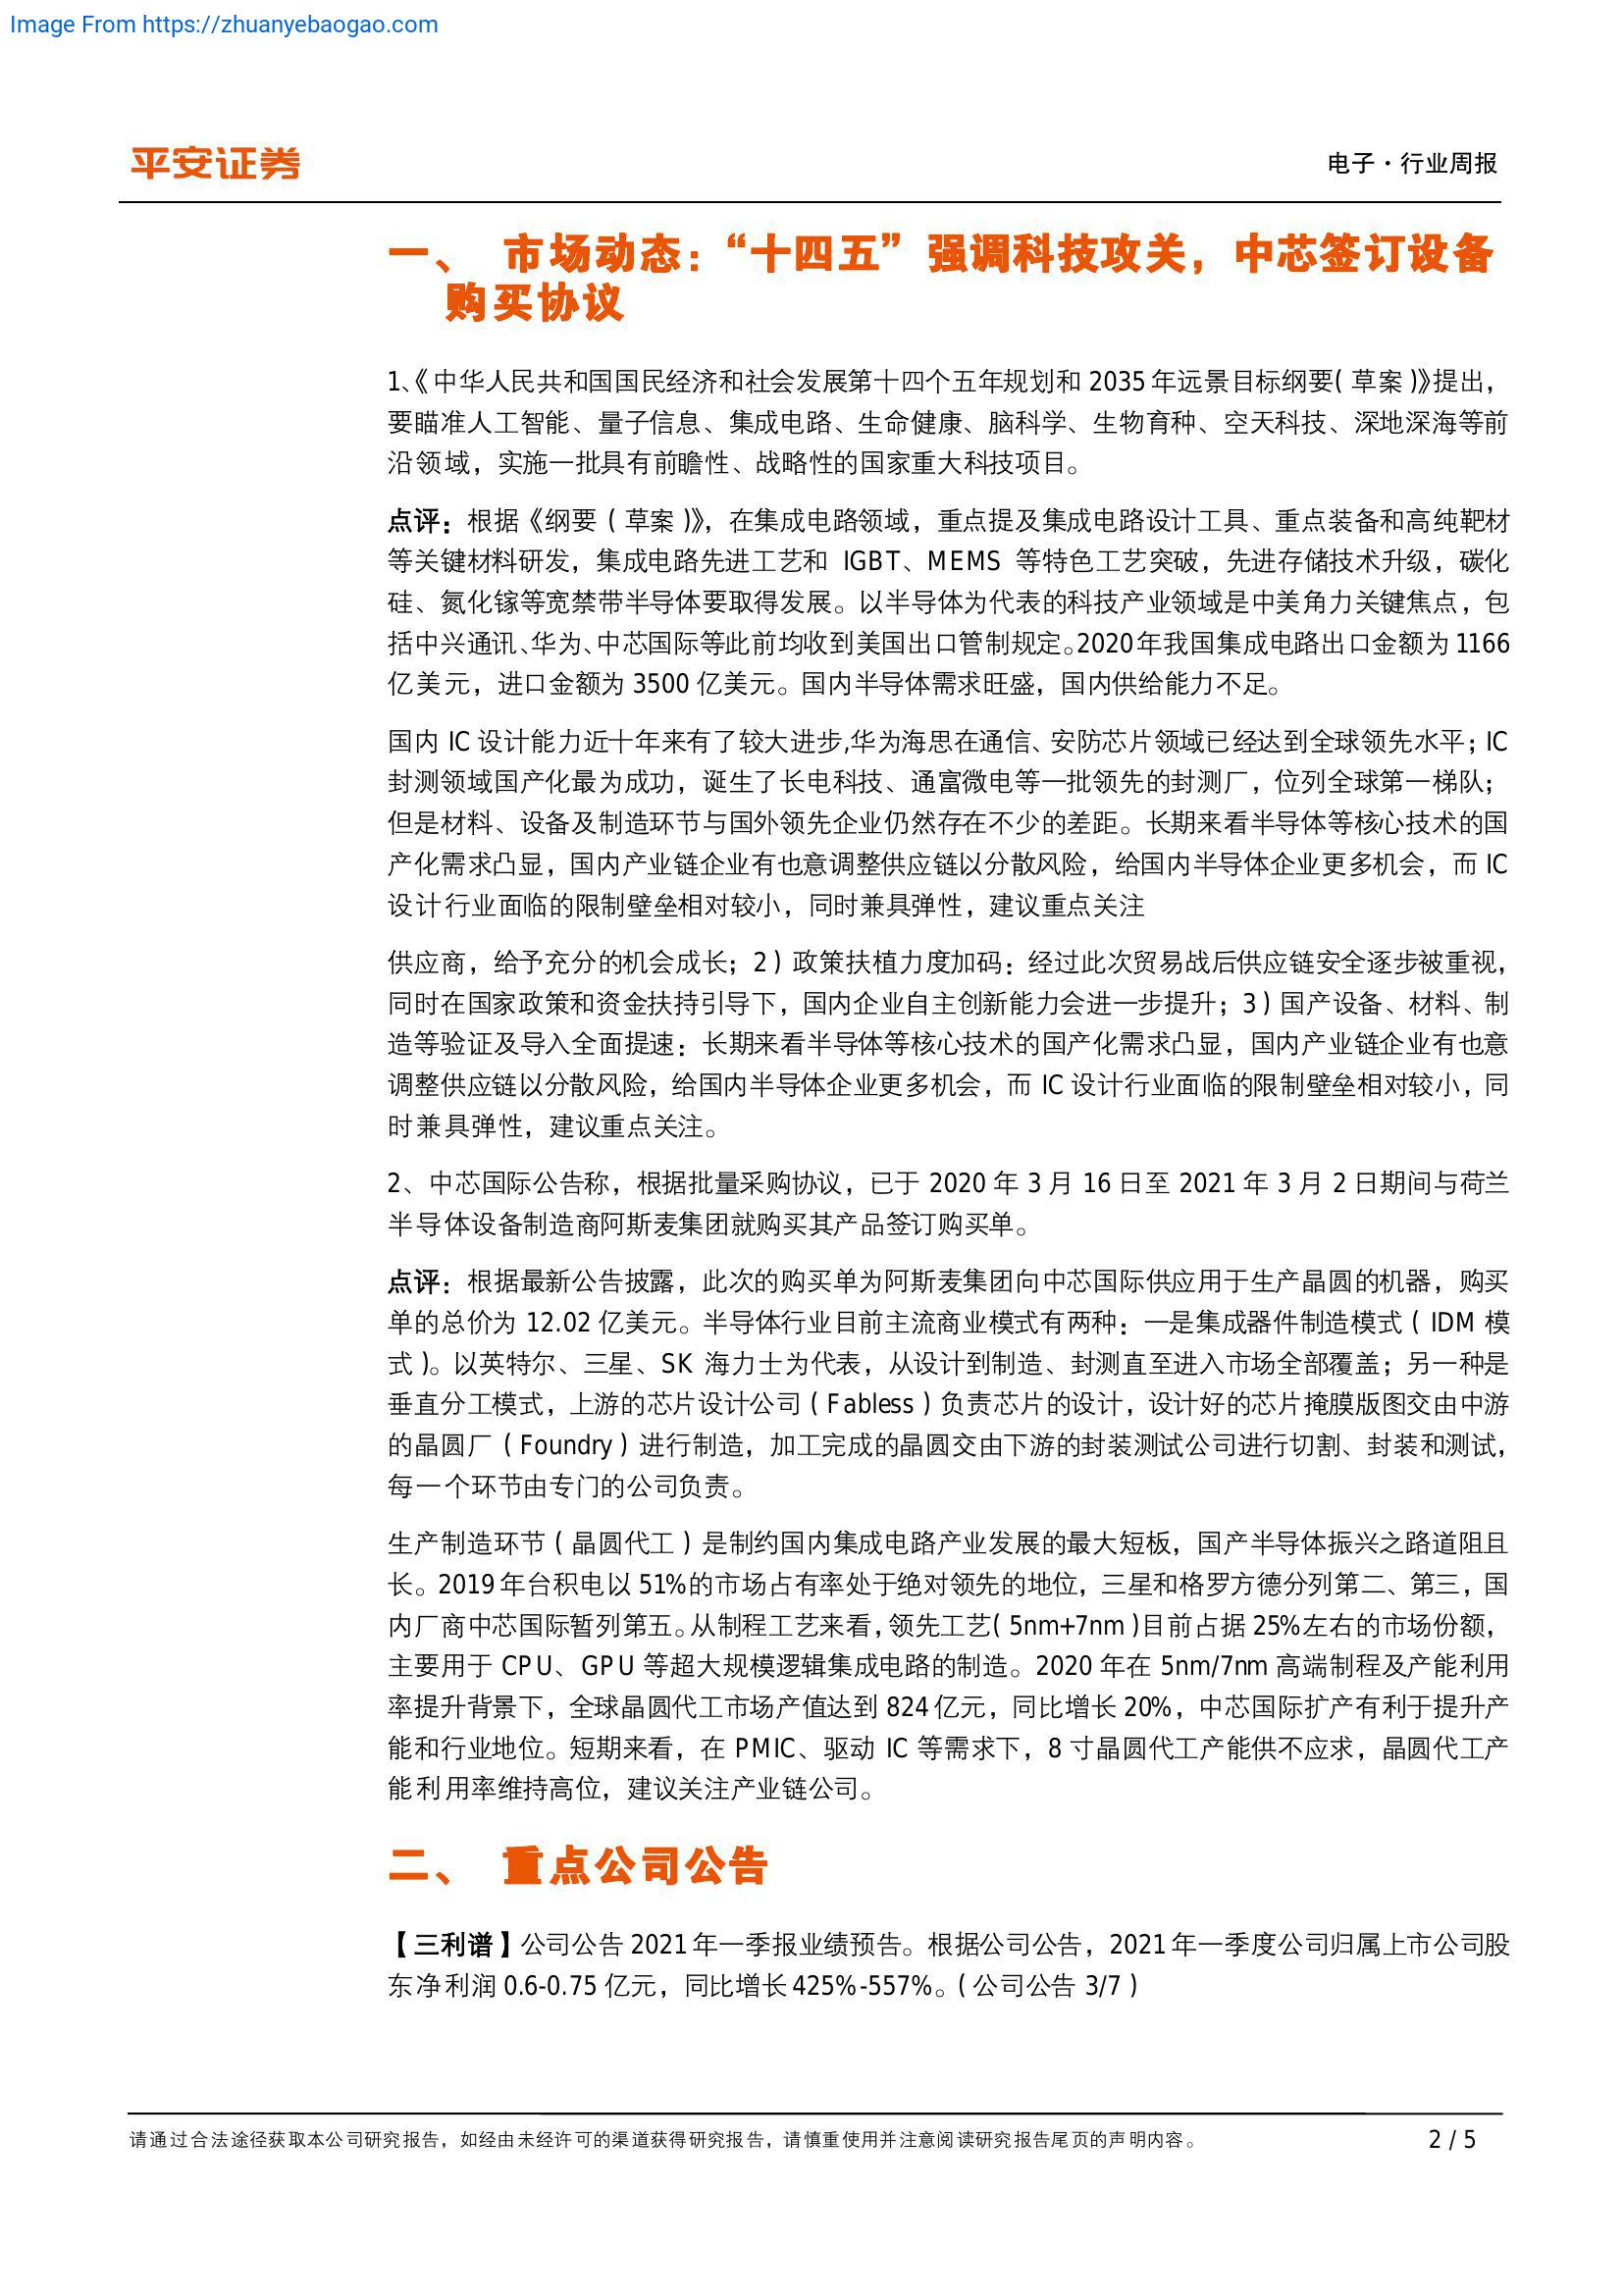 Image From https://zhuanyebaogao.com
平安证券
电子·行业周报
一、 市场动态：“十四五”强调科技攻关，中芯签订设备
购买协议
1、《中华人民共和国国民经济和社会发展第十四个五年规划和 2035 年远景目标纲要(草案)》提出，
要瞄准人工智能、量子信息、集成电路、生命健康、脑科学、生物育种、空天科技、深地深海等前
沿领域，实施一批具有前瞻性、战略性的国家重大科技项目。
点评：根据《纲要(草案)》，在集成电路领域，重点提及集成电路设计工具、重点装备和高纯靶材
等关键材料研发，集成电路先进工艺和 IGBT、MEMS 等特色工艺突破，先进存储技术升级，碳化
硅、氮化镓等宽禁带半导体要取得发展。以半导体为代表的科技产业领域是中美角力关键焦点，包
括中兴通讯、华为、中芯国际等此前均收到美国出口管制规定。2020年我国集成电路出口金额为1166
亿美元，进口金额为 3500 亿美元。国内半导体需求旺盛，国内供给能力不足。
国内 IC 设计能力近十年来有了较大进步,华为海思在通信、安防芯片领域已经达到全球领先水平；IC
封测领域国产化最为成功，诞生了长电科技、通富微电等一批领先的封测厂，位列全球第一梯队；
但是材料、设备及制造环节与国外领先企业仍然存在不少的差距。长期来看半导体等核心技术的国
产化需求凸显，国内产业链企业有也意调整供应链以分散风险，给国内半导体企业更多机会，而 IC
设计行业面临的限制壁垒相对较小，同时兼具弹性，建议重点关注
供应商，给予充分的机会成长；2)政策扶植力度加码：经过此次贸易战后供应链安全逐步被重视，
同时在国家政策和资金扶持引导下，国内企业自主创新能力会进一步提升；3)国产设备、材料、制
造等验证及导入全面提速：长期来看半导体等核心技术的国产化需求凸显，国内产业链企业有也意
调整供应链以分散风险，给国内半导体企业更多机会，而 IC 设计行业面临的限制壁垒相对较小，同
时兼具弹性，建议重点关注。
2、中芯国际公告称，根据批量采购协议，已于 2020 年 3 月 16 日至 2021 年 3 月 2 日期间与荷兰
半导体设备制造商阿斯麦集团就购买其产品签订购买单。
点评：根据最新公告披露，此次的购买单为阿斯麦集团向中芯国际供应用于生产晶圆的机器，购买
单的总价为 12.02 亿美元。半导体行业目前主流商业模式有两种：一是集成器件制造模式(IDM 模
式)。以英特尔、三星、SK 海力士为代表，从设计到制造、封测直至进入市场全部覆盖；另一种是
垂直分工模式，上游的芯片设计公司(Fabless)负责芯片的设计，设计好的芯片掩膜版图交由中游
的晶圆厂(Foundry)进行制造，加工完成的晶圆交由下游的封装测试公司进行切割、封装和测试，
每一个环节由专门的公司负责。
生产制造环节(晶圆代工)是制约国内集成电路产业发展的最大短板，国产半导体振兴之路道阻且
长。2019 年台积电以 51%的市场占有率处于绝对领先的地位，三星和格罗方德分列第二、第三，国
内厂商中芯国际暂列第五。从制程工艺来看，领先工艺(5nm+7nm)目前占据 25%左右的市场份额，
主要用于 CPU、GPU 等超大规模逻辑集成电路的制造。2020 年在 5nm/7nm 高端制程及产能利用
率提升背景下，全球晶圆代工市场产值达到 824 亿元，同比增长 20%，中芯国际扩产有利于提升产
能和行业地位。短期来看，在 PMIC、驱动 IC 等需求下，8 寸晶圆代工产能供不应求，晶圆代工产
能利用率维持高位，建议关注产业链公司。
二、 重点公司公告
【三利谱】公司公告 2021 年一季报业绩预告。根据公司公告，2021 年一季度公司归属上市公司股
东净利润 0.6-0.75 亿元，同比增长 425%-557%。(公司公告 3/7)
请通过合法途径获取本公司研究报告，如经由未经许可的渠道获得研究报告，请慎重使用并注意阅读研究报告尾页的声明内容。
2 / 5